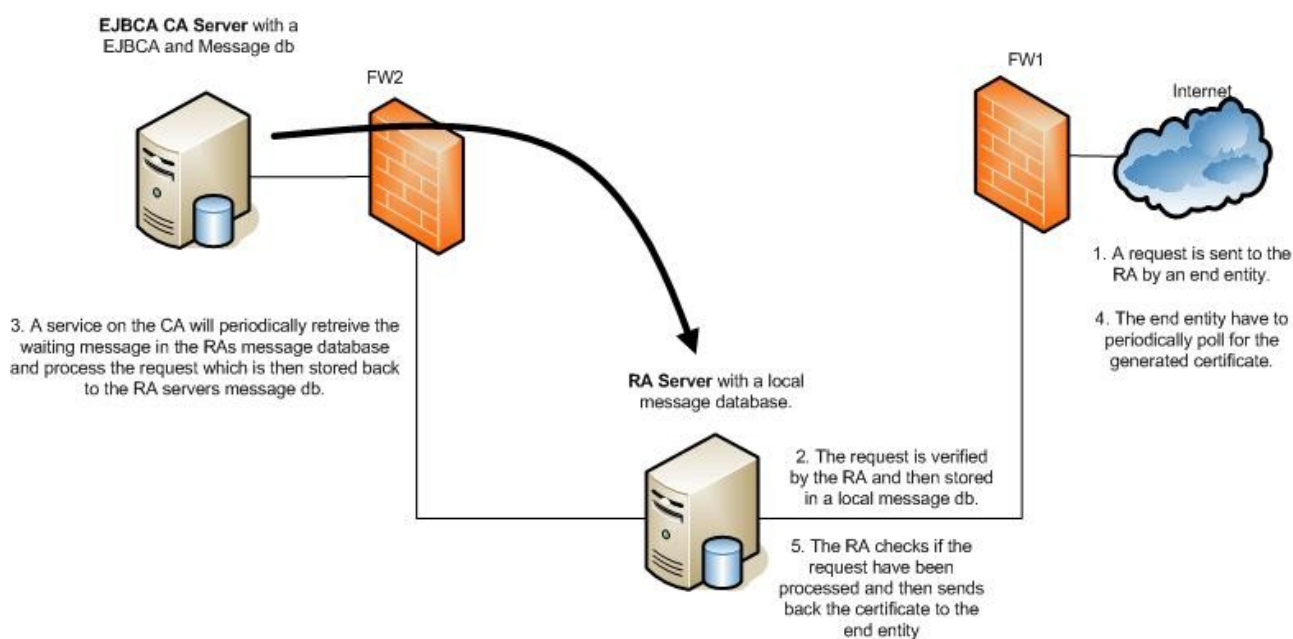 EJBCA CA Server with a
EJBCA and Message db
FW2
FW1
Internet
1. A request is sent to the
RA by an end entity.
4. The end entity have to
periodically poll for the
generated certificate.
3. A service on the CA will periodically retreive the
waiting message in the RAs message database
and process the request which is then stored back
to the RA servers message db.
RA Server with a local
message database.
2. The request is verified
by the RA and then stored
in a local message db.
5. The RA checks if the
request have been
processed and then sends
back the certificate to the
end entity